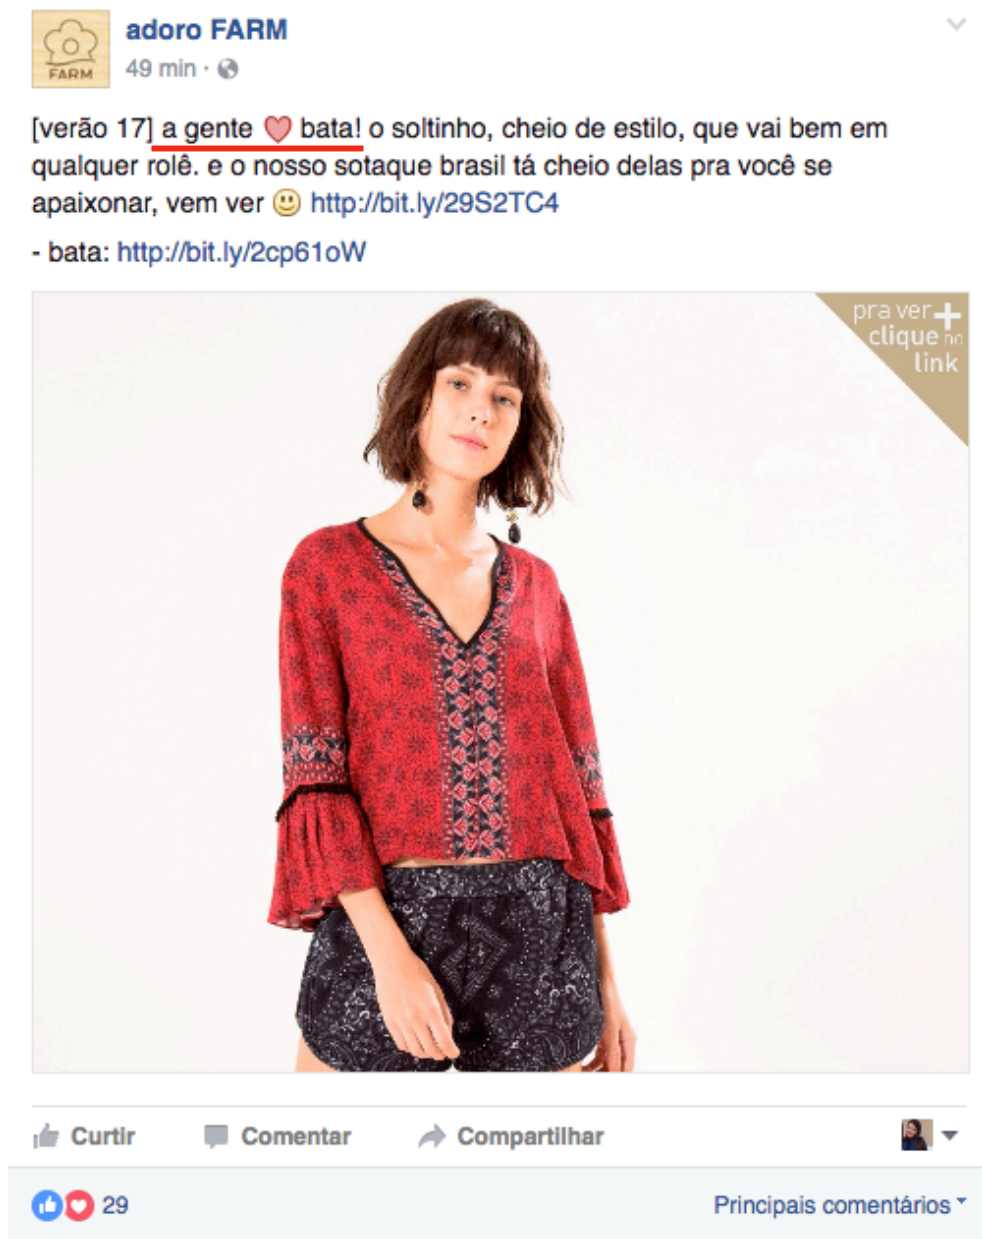 FARM
adoro FARM
49 min ·
[verão 17] a gente ❤ bata! o soltinho, cheio de estilo, que vai bem em
qualquer rolê. e o nosso sotaque brasil tá cheio delas pra você se
apaixonar, vem ver 🙂 http://bit.ly/29S2TC4
- bata: http://bit.ly/2cp61oW
pra ver +
clique no
link
Curtir Comentar Compartilhar
29 Principais comentários